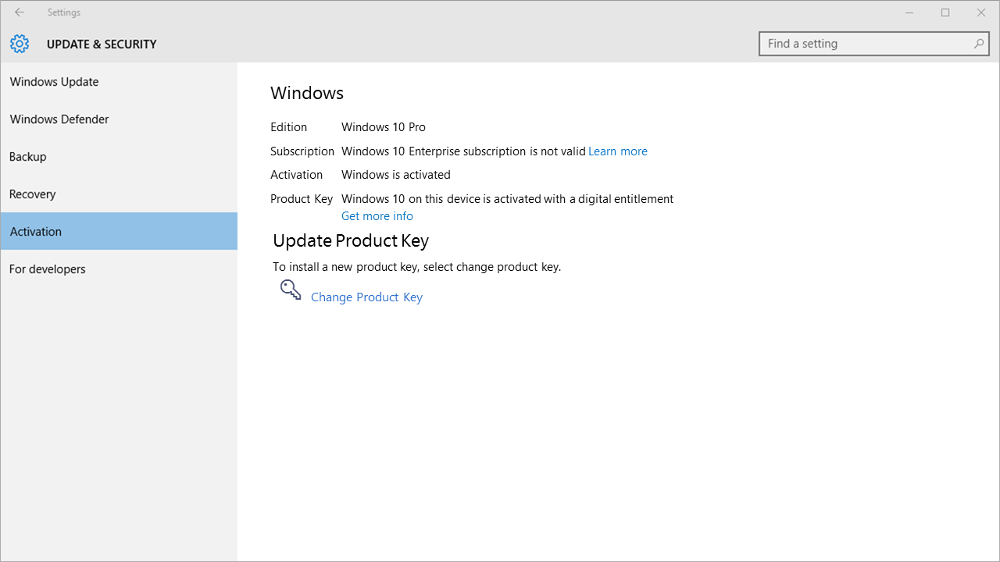 Settings
UPDATE & SECURITY
Find a setting
Windows Update
Windows Defender
Backup
Recovery
Activation
For developers
Windows
Edition Windows 10 Pro
Subscription Windows 10 Enterprise subscription is not valid Learn more
Activation Windows is activated
Product Key Windows 10 on this device is activated with a digital entitlement
Get more info
Update Product Key
To install a new product key, select change product key.
Change Product Key